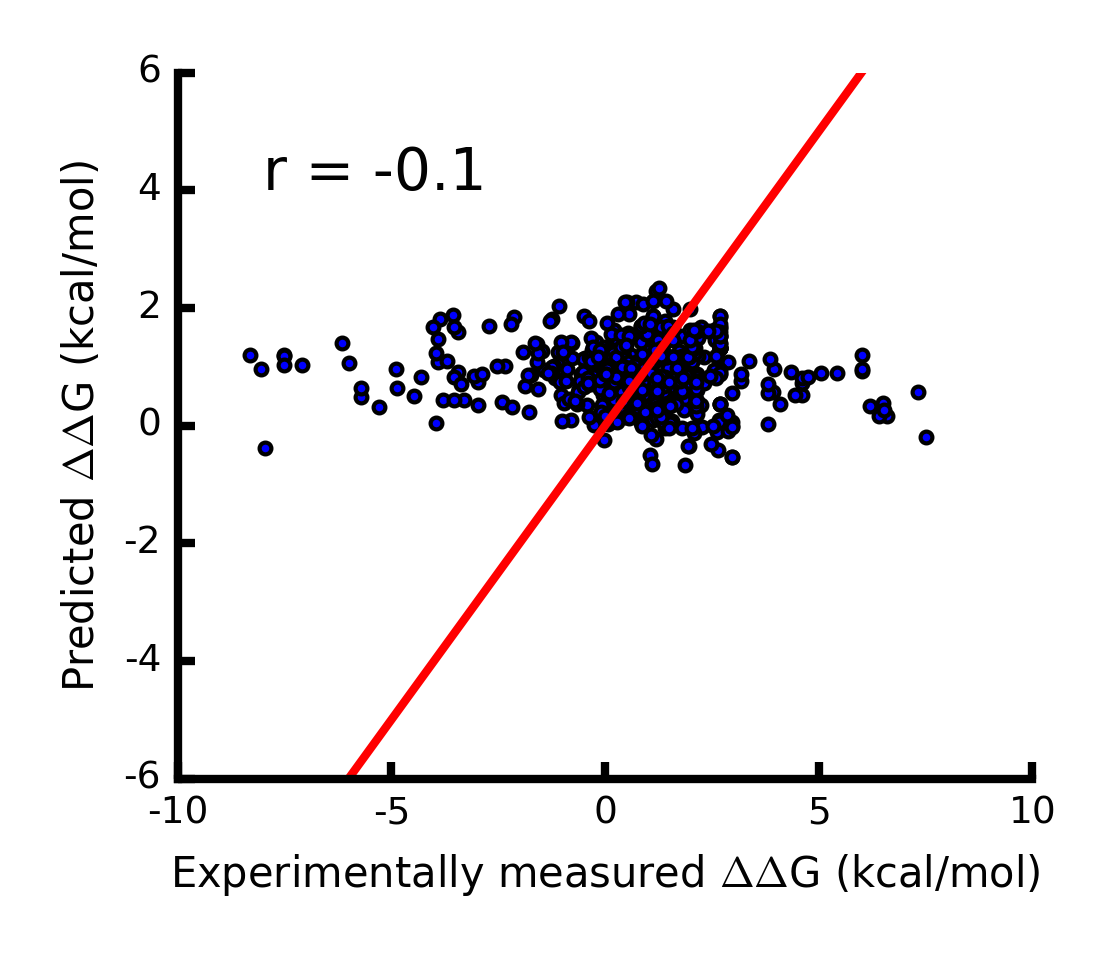 6
r = -0.1
4
2
0
-2
-4
-6
Predicted ΔΔG (kcal/mol)
-10 -5 0 5 10
Experimentally measured ΔΔG (kcal/mol)